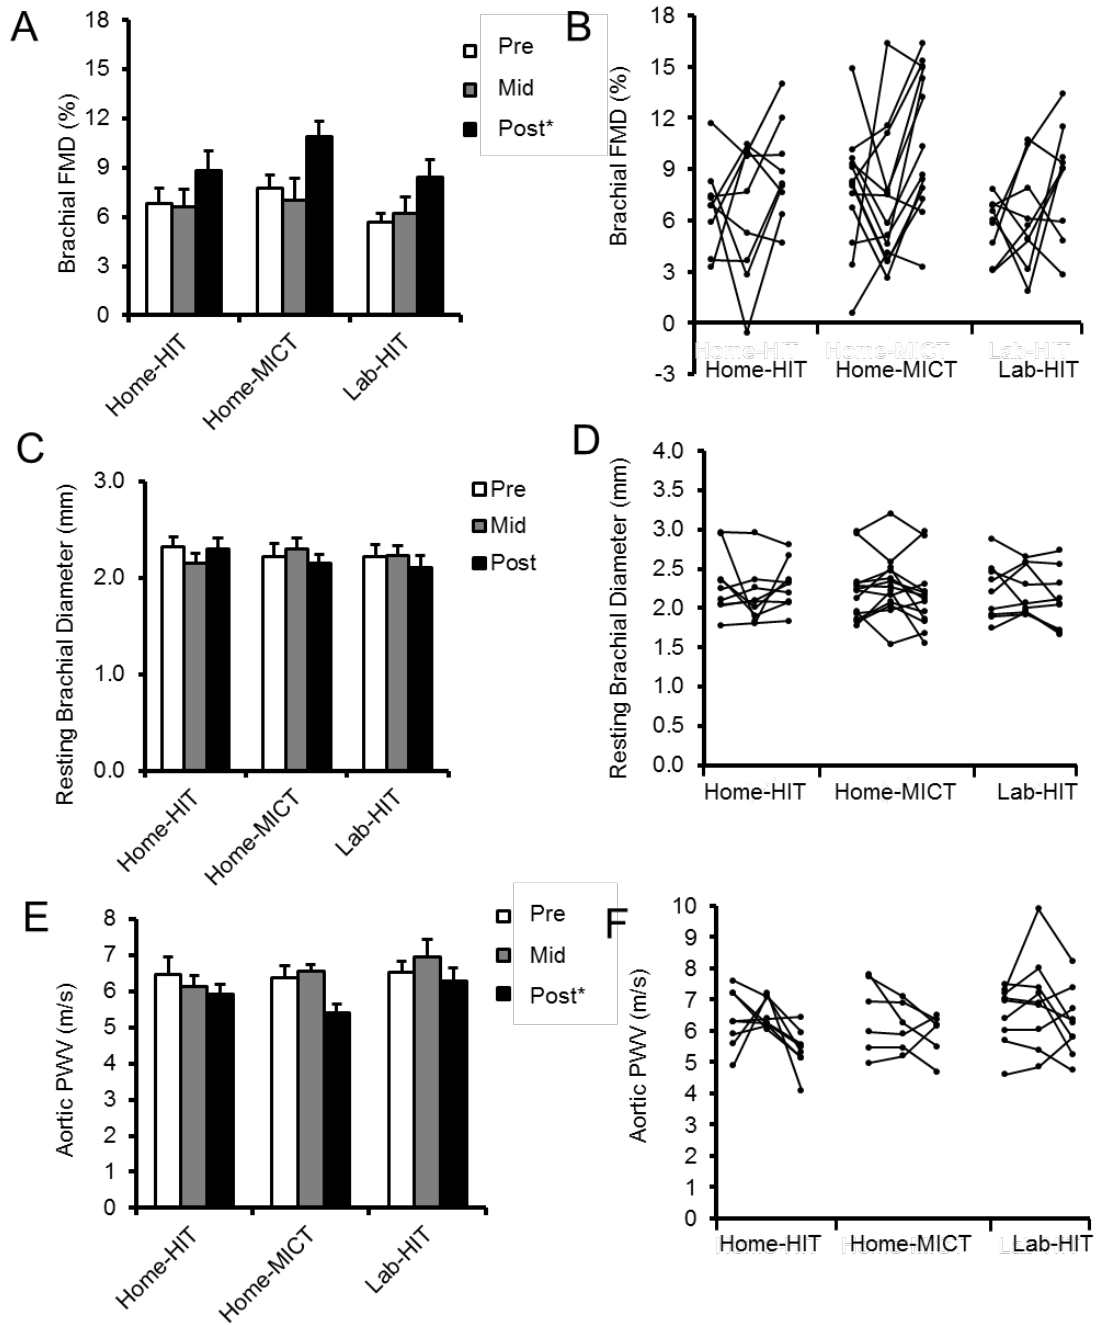 A
18
15
12
9
6
3
0
Brachial FMD (%)
Pre
Mid
Post*
Home-HIT
Home-MICT
Lab-HIT
B
18
15
12
9
6
3
0
-3
Brachial FMD (%)
Home-HIT
Home-MICT
Lab-HIT
Home-HIT
Home-MICT
Lab-HIT
C
3.0
2.0
1.0
0.0
Resting Brachial Diameter (mm)
Pre
Mid
Post
Home-HIT
Home-MICT
Lab-HIT
D
4.0
3.5
3.0
2.5
2.0
1.5
1.0
0.5
0.0
Resting Brachial Diameter (mm)
Home-HIT
Home-MICT
Lab-HIT
E
8
7
6
5
4
3
2
1
0
Aortic PWV (m/s)
Pre
Mid
Post*
Home-HIT
Home-MICT
Lab-HIT
F
10
9
8
7
6
5
4
3
2
1
0
Aortic PWV (m/s)
Home-HIT
Home-MICT
Lab-HIT